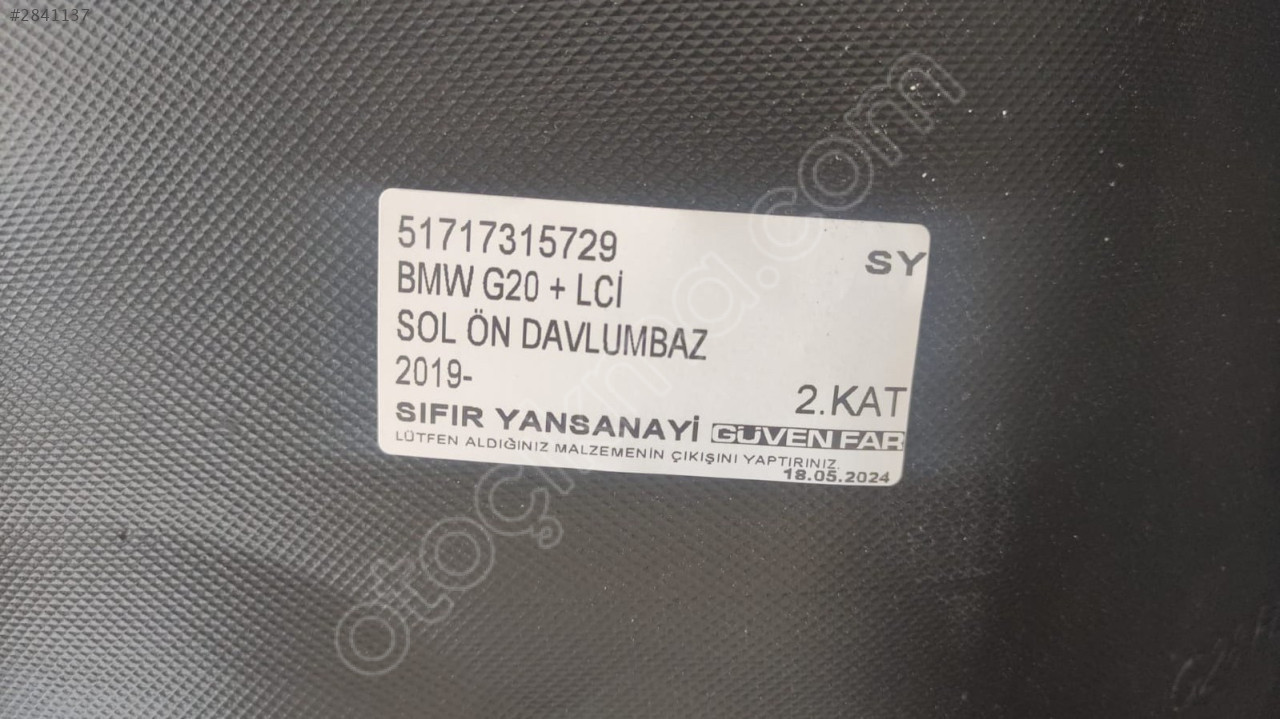 #2841137
51717315729
SY
BMW G20 + LCİ
SOL ÖN DAVLUMBAZ
2019-
2.KAT
SIFIR YANSANAYİ GÜVEN FAR
LÜTFEN ALDIĞINIZ MALZEMENİN ÇIKIŞINI YAPTIRINIZ.
18.05.2024
otoçıkma.com